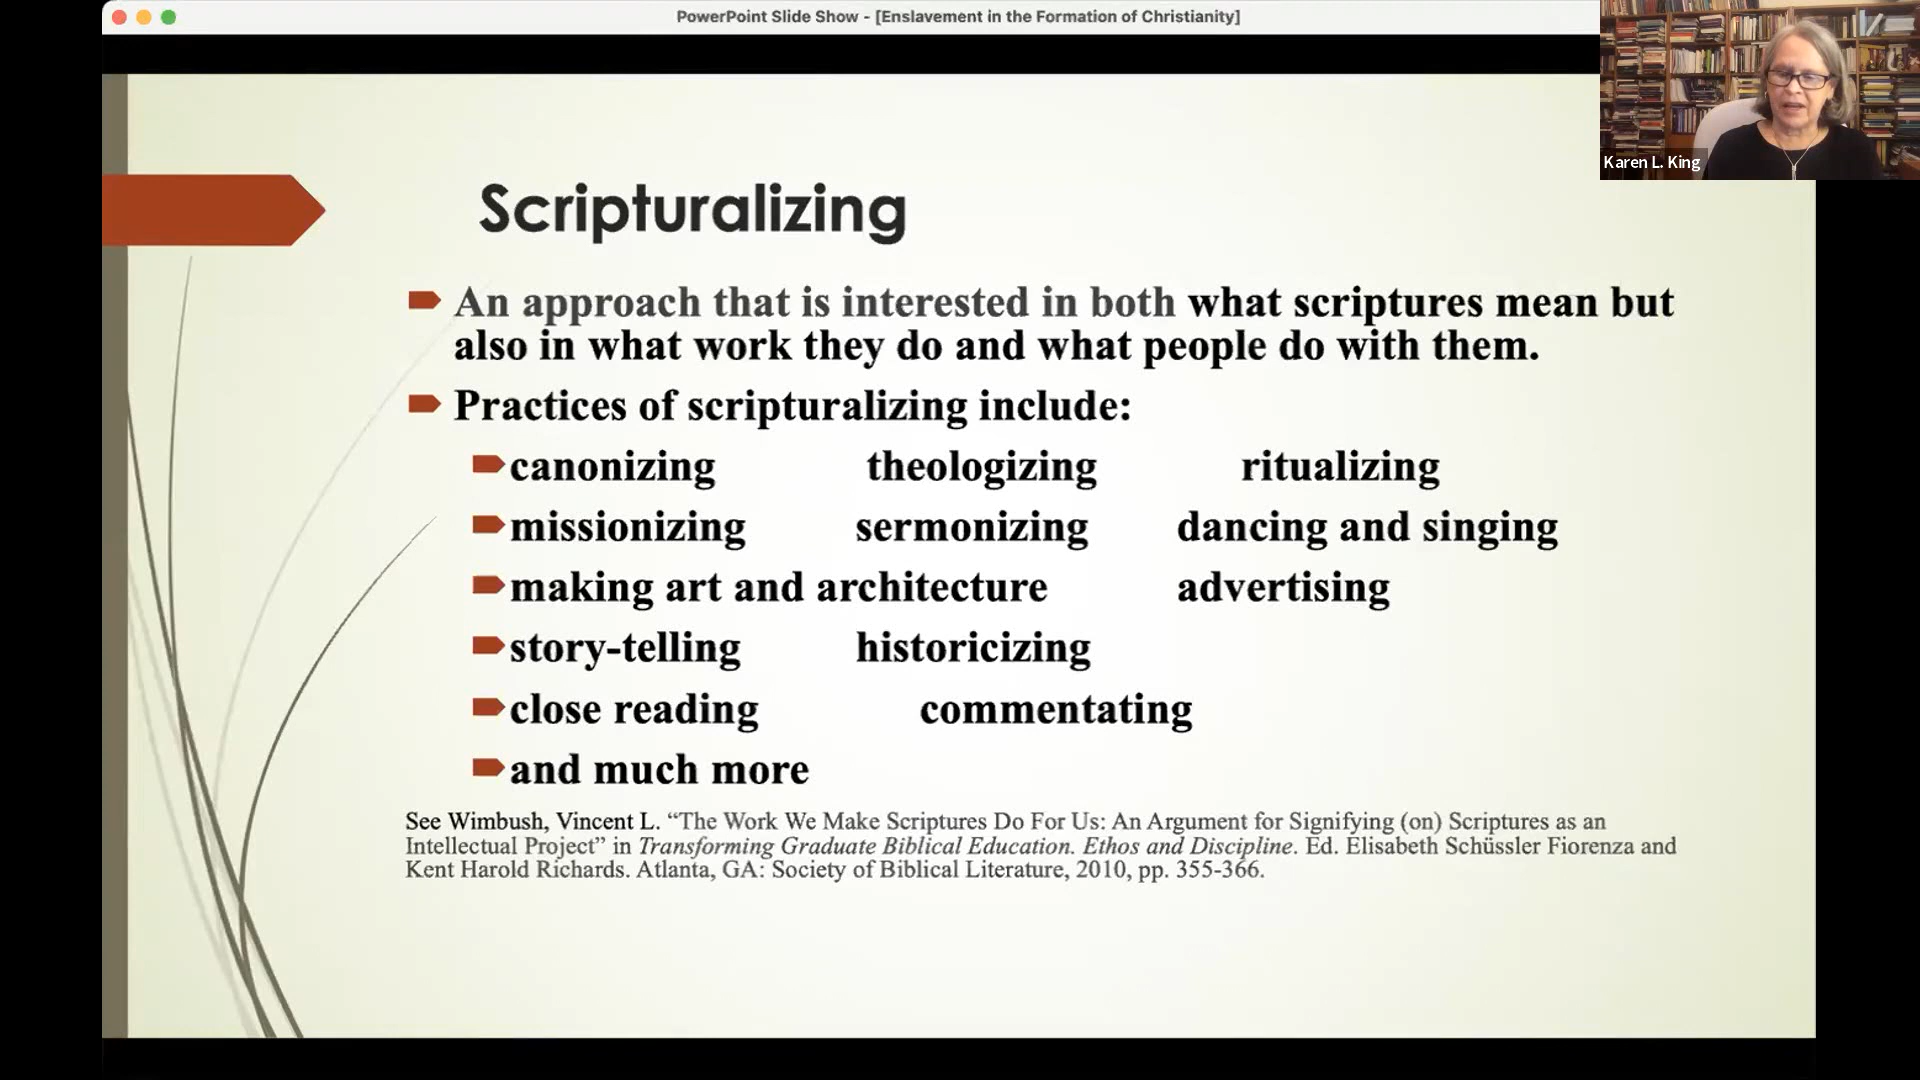 PowerPoint Slide Show - [Enslavement in the Formation of Christianity]
Karen L. King
Scripturalizing
An approach that is interested in both what scriptures mean but
also in what work they do and what people do with them.
Practices of scripturalizing include:
canonizing theologizing ritualizing
missionizing sermonizing dancing and singing
making art and architecture advertising
story-telling historicizing
close reading commentating
and much more
See Wimbush, Vincent L. “The Work We Make Scriptures Do For Us: An Argument for Signifying (on) Scriptures as an
Intellectual Project” in Transforming Graduate Biblical Education. Ethos and Discipline. Ed. Elisabeth Schüssler Fiorenza and
Kent Harold Richards. Atlanta, GA: Society of Biblical Literature, 2010, pp. 355-366.